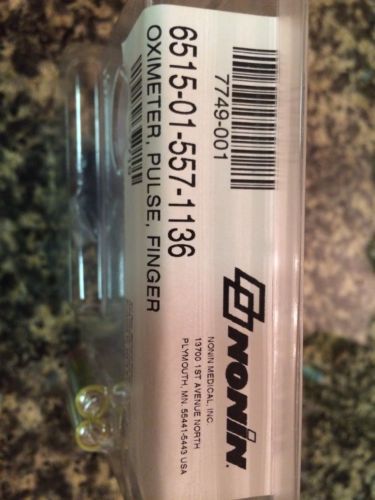 7749-001
6515-01-557-1136
OXIMETER, PULSE, FINGER
NONIN
NONIN MEDICAL, INC.
13700 1ST AVENUE NORTH
PLYMOUTH, MN. 55441-5443 USA